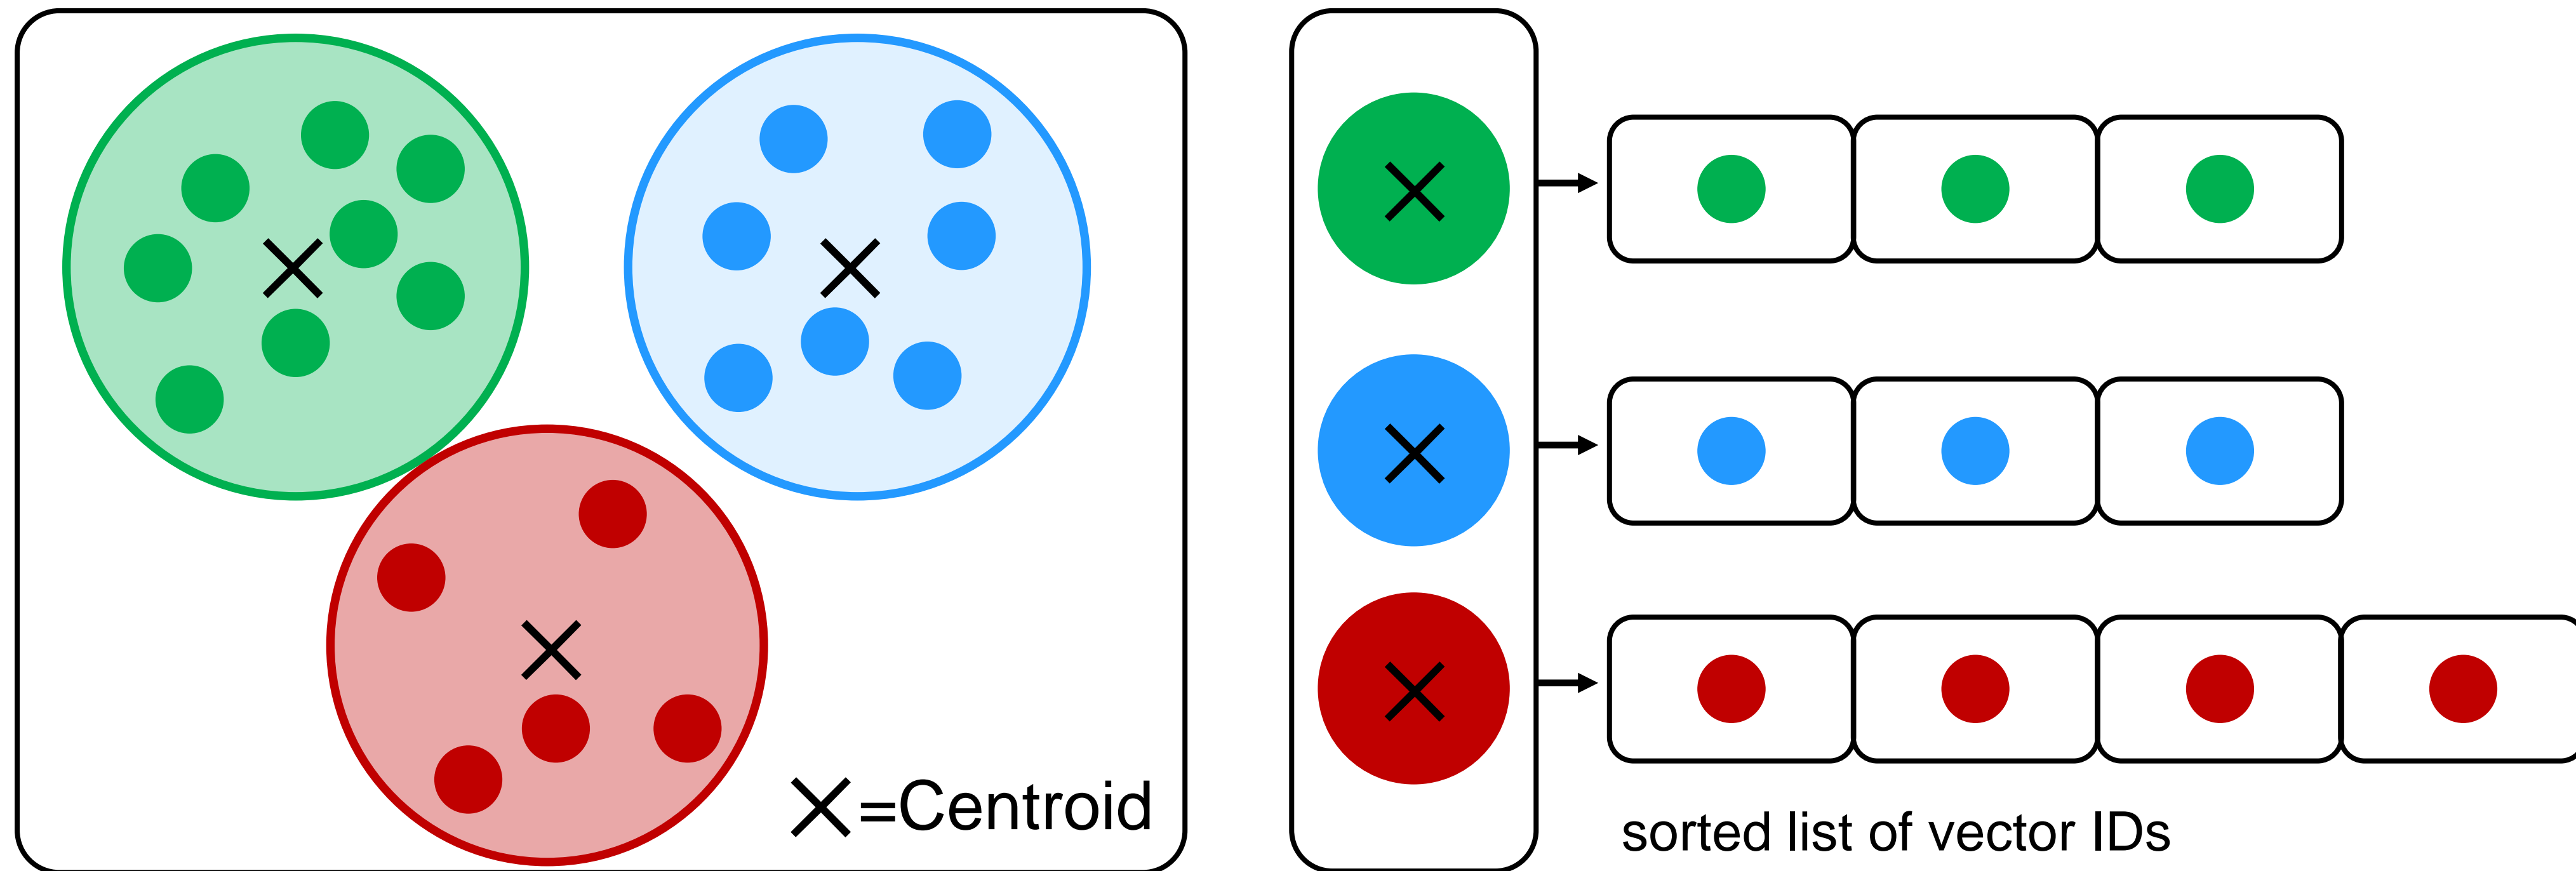 =Centroid
sorted list of vector IDs